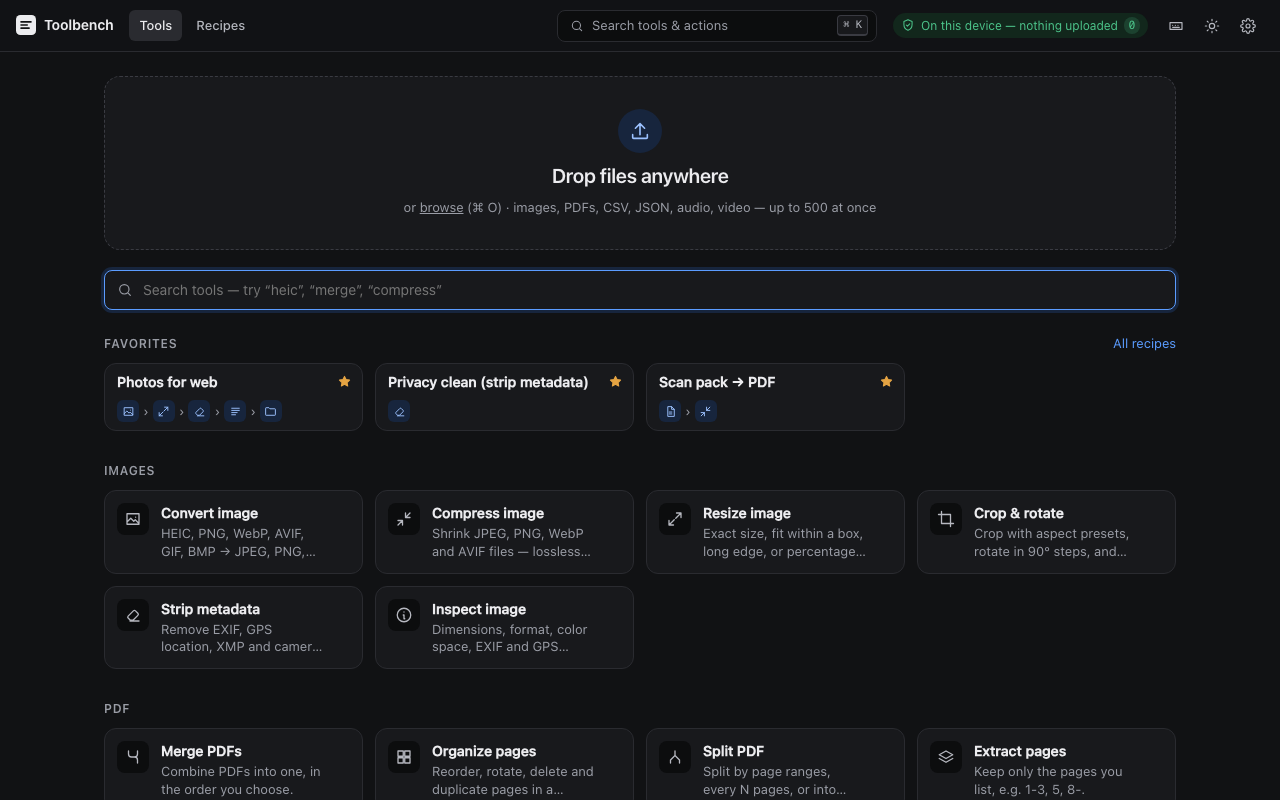 Toolbench
Tools
Recipes
Search tools & actions
⌘ K
On this device — nothing uploaded 0
Drop files anywhere
or browse (⌘ O) · images, PDFs, CSV, JSON, audio, video — up to 500 at once
Search tools — try “heic”, “merge”, “compress”
FAVORITES
All recipes
Photos for web
Privacy clean (strip metadata)
Scan pack → PDF
IMAGES
Convert image
HEIC, PNG, WebP, AVIF,
GIF, BMP → JPEG, PNG,...
Compress image
Shrink JPEG, PNG, WebP
and AVIF files — lossless...
Resize image
Exact size, fit within a box,
long edge, or percentage...
Crop & rotate
Crop with aspect presets,
rotate in 90° steps, and...
Strip metadata
Remove EXIF, GPS
location, XMP and camer...
Inspect image
Dimensions, format, color
space, EXIF and GPS...
PDF
Merge PDFs
Combine PDFs into one, in
the order you choose.
Organize pages
Reorder, rotate, delete and
duplicate pages in a...
Split PDF
Split by page ranges,
every N pages, or into...
Extract pages
Keep only the pages you
list, e.g. 1-3, 5, 8-.